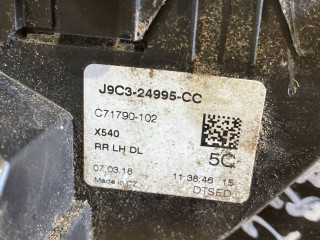 J9C3-24995-CC
C71790-102
X540
RR LH DL
5C
07.03.18 11:38:46 15
Made in CZ DTSED